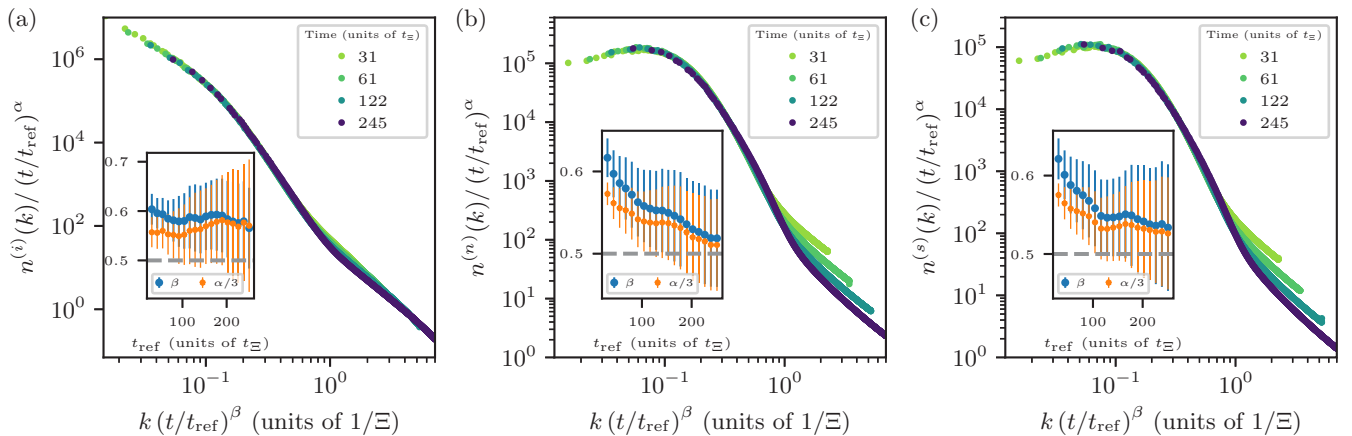 (a)
n^(i)(k)/(t/t_ref)^α
10^6
10^4
10^2
10^0
Time (units of t_Ξ)
31
61
122
245
0.7
0.6
0.5
β
α/3
100
200
t_ref (units of t_Ξ)
10^−1
10^0
k (t/t_ref)^β (units of 1/Ξ)
(b)
n^(n)(k)/(t/t_ref)^α
10^5
10^4
10^3
10^2
10^1
10^0
Time (units of t_Ξ)
31
61
122
245
0.6
0.5
β
α/3
100
200
t_ref (units of t_Ξ)
10^−1
10^0
k (t/t_ref)^β (units of 1/Ξ)
(c)
n^(s)(k)/(t/t_ref)^α
10^5
10^4
10^3
10^2
10^1
10^0
Time (units of t_Ξ)
31
61
122
245
0.6
0.5
β
α/3
100
200
t_ref (units of t_Ξ)
10^−1
10^0
k (t/t_ref)^β (units of 1/Ξ)